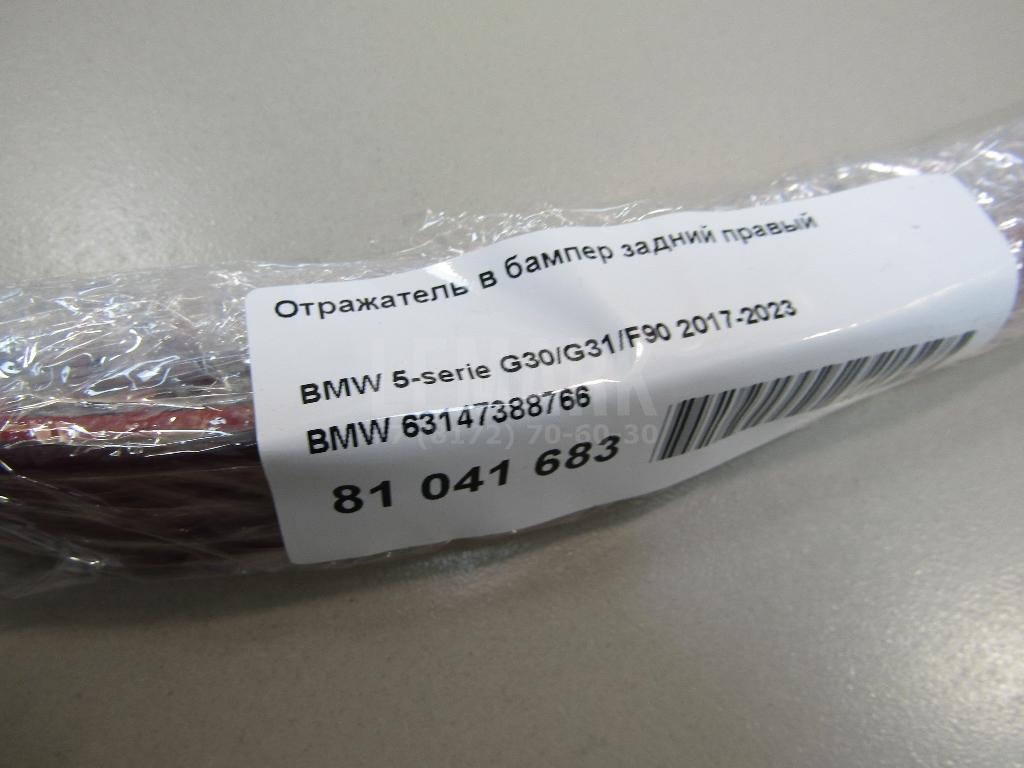 Отражатель в бампер задний правый
BMW 5-serie G30/G31/F90 2017-2023
BMW 63147388766
81 041 683